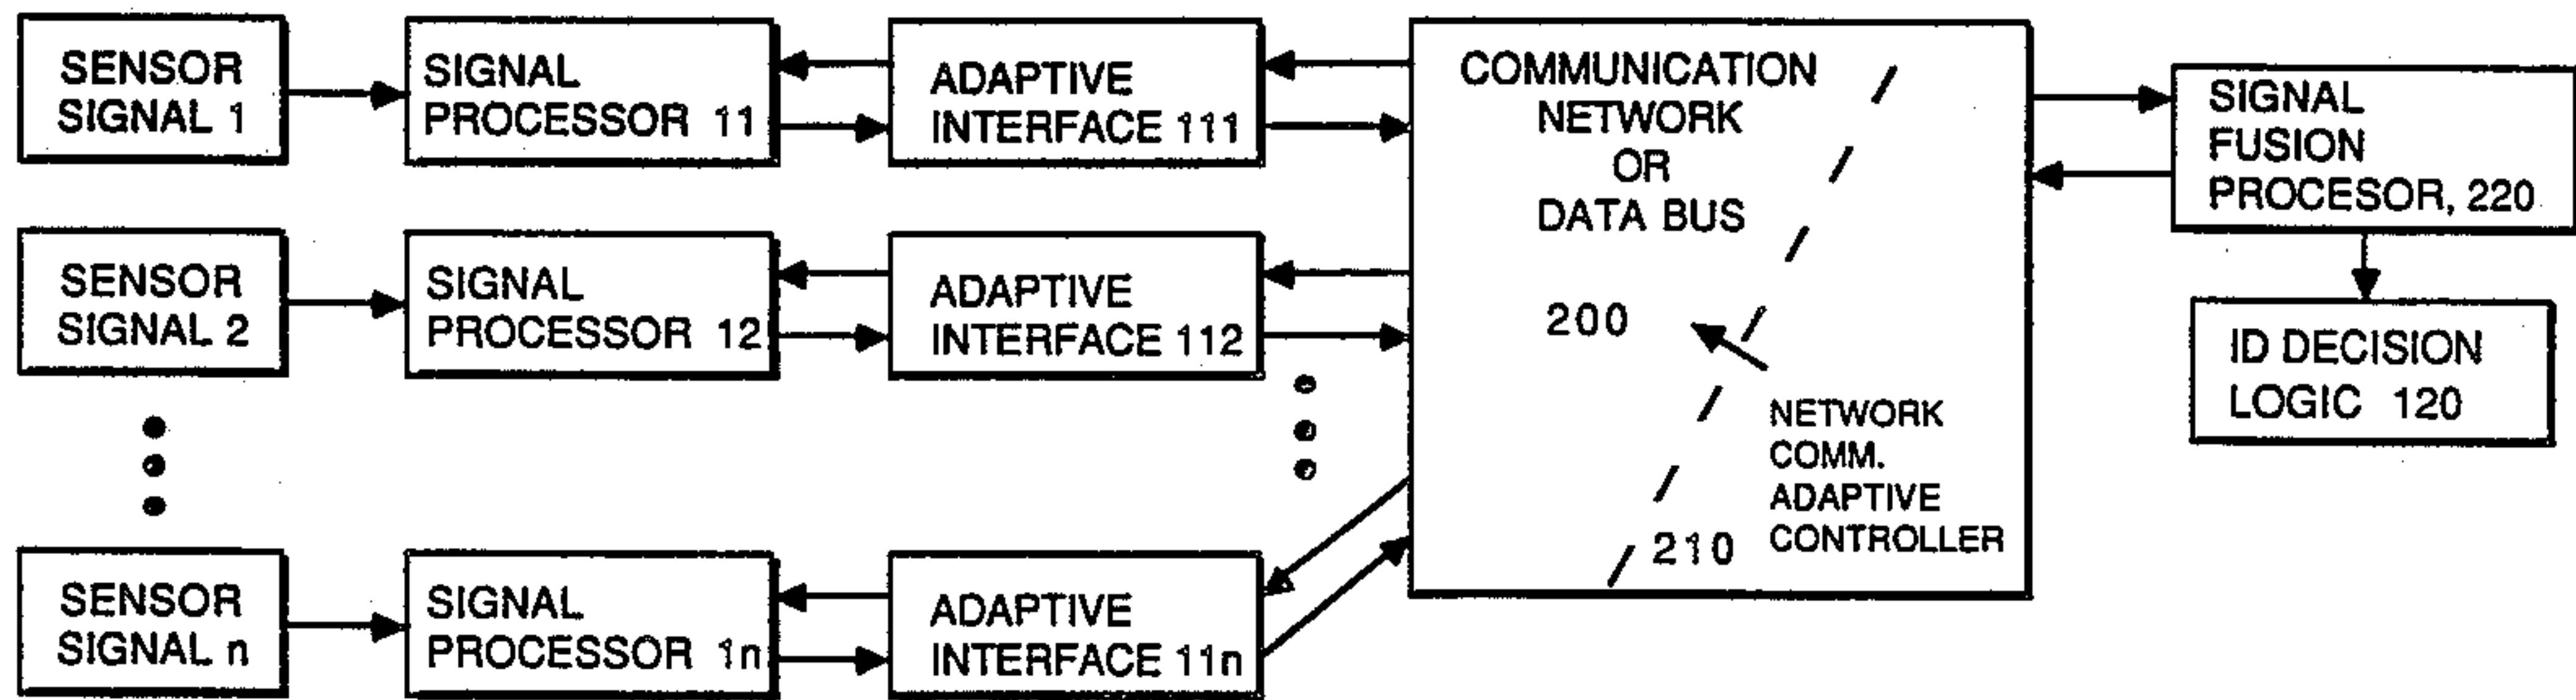 SENSOR
SIGNAL 1
SIGNAL
PROCESSOR 11
ADAPTIVE
INTERFACE 111
COMMUNICATION
NETWORK
OR
DATA BUS
200
210
NETWORK
COMM.
ADAPTIVE
CONTROLLER
SIGNAL
FUSION
PROCESOR, 220
ID DECISION
LOGIC 120
SENSOR
SIGNAL 2
SIGNAL
PROCESSOR 12
ADAPTIVE
INTERFACE 112
SENSOR
SIGNAL n
SIGNAL
PROCESSOR 1n
ADAPTIVE
INTERFACE 11n